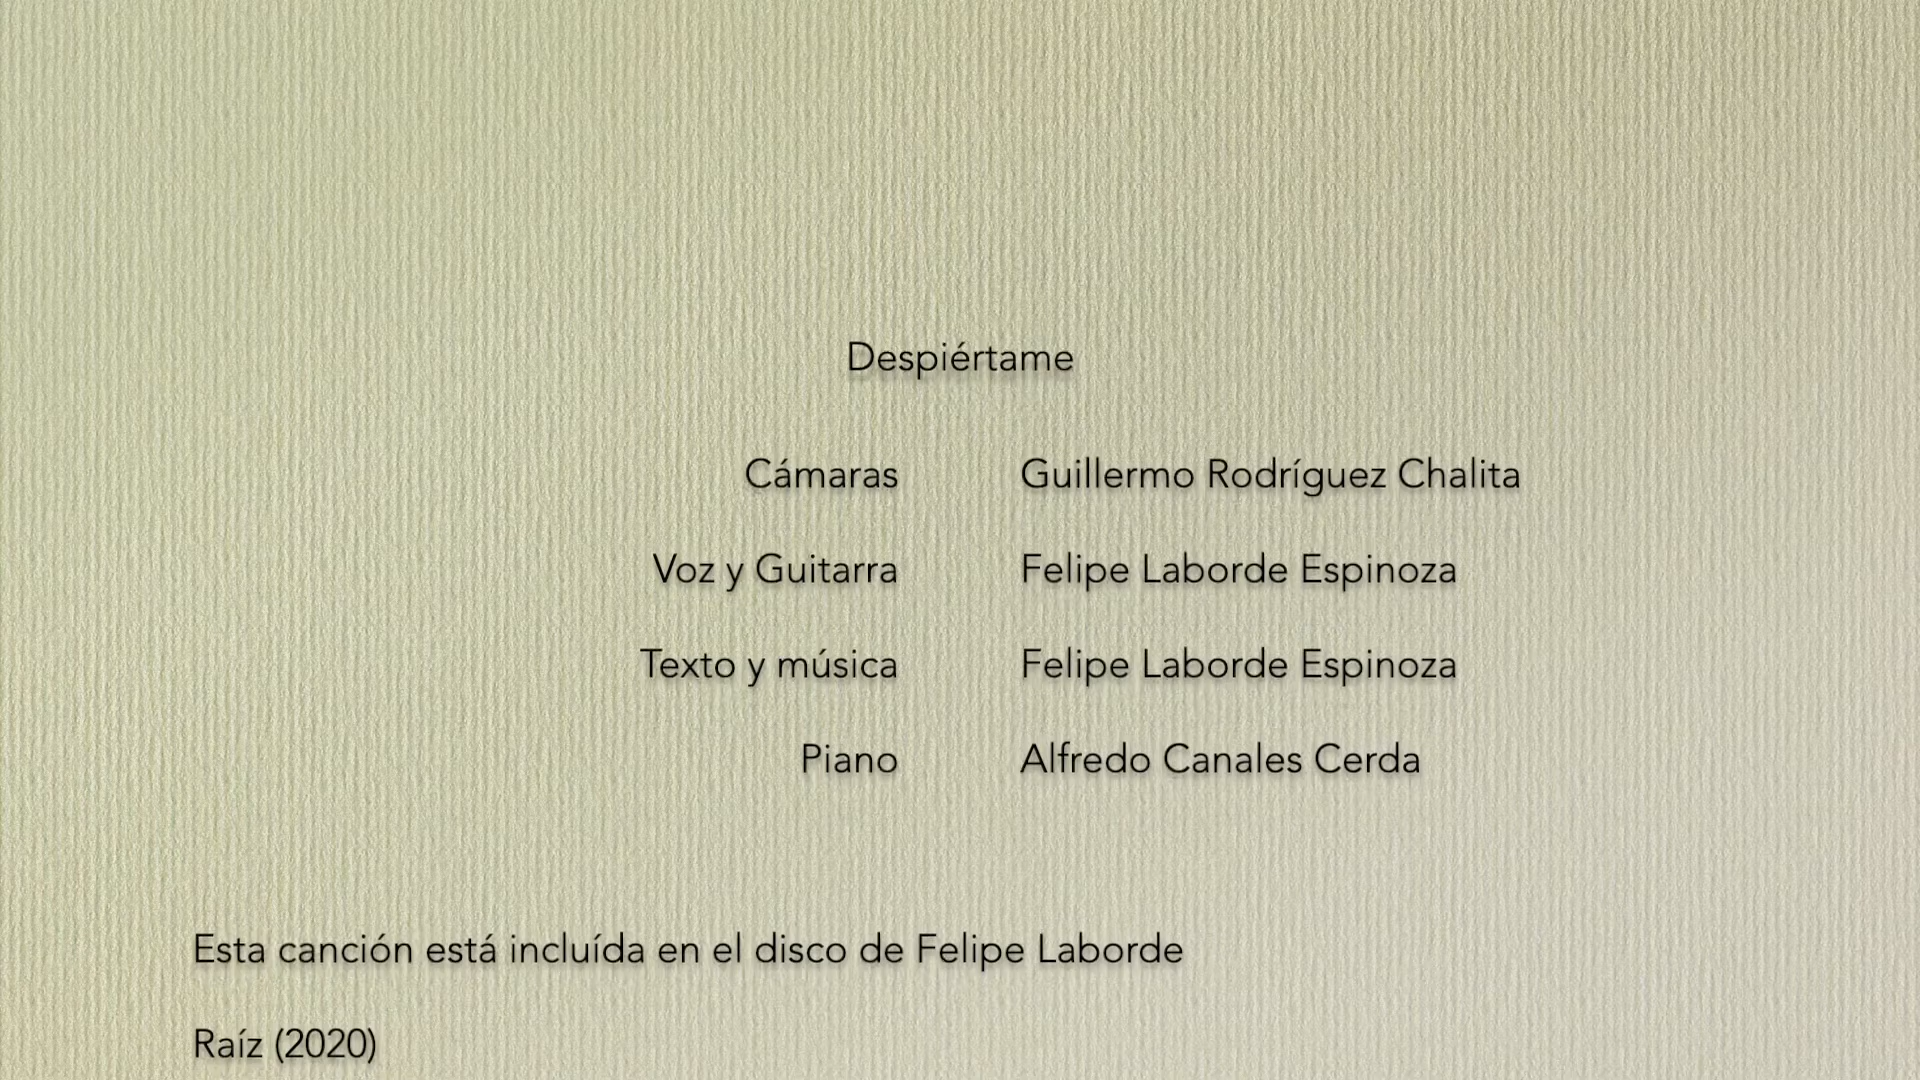 Despiértame
Cámaras Guillermo Rodríguez Chalita
Voz y Guitarra Felipe Laborde Espinoza
Texto y música Felipe Laborde Espinoza
Piano Alfredo Canales Cerda
Esta canción está incluída en el disco de Felipe Laborde
Raíz (2020)